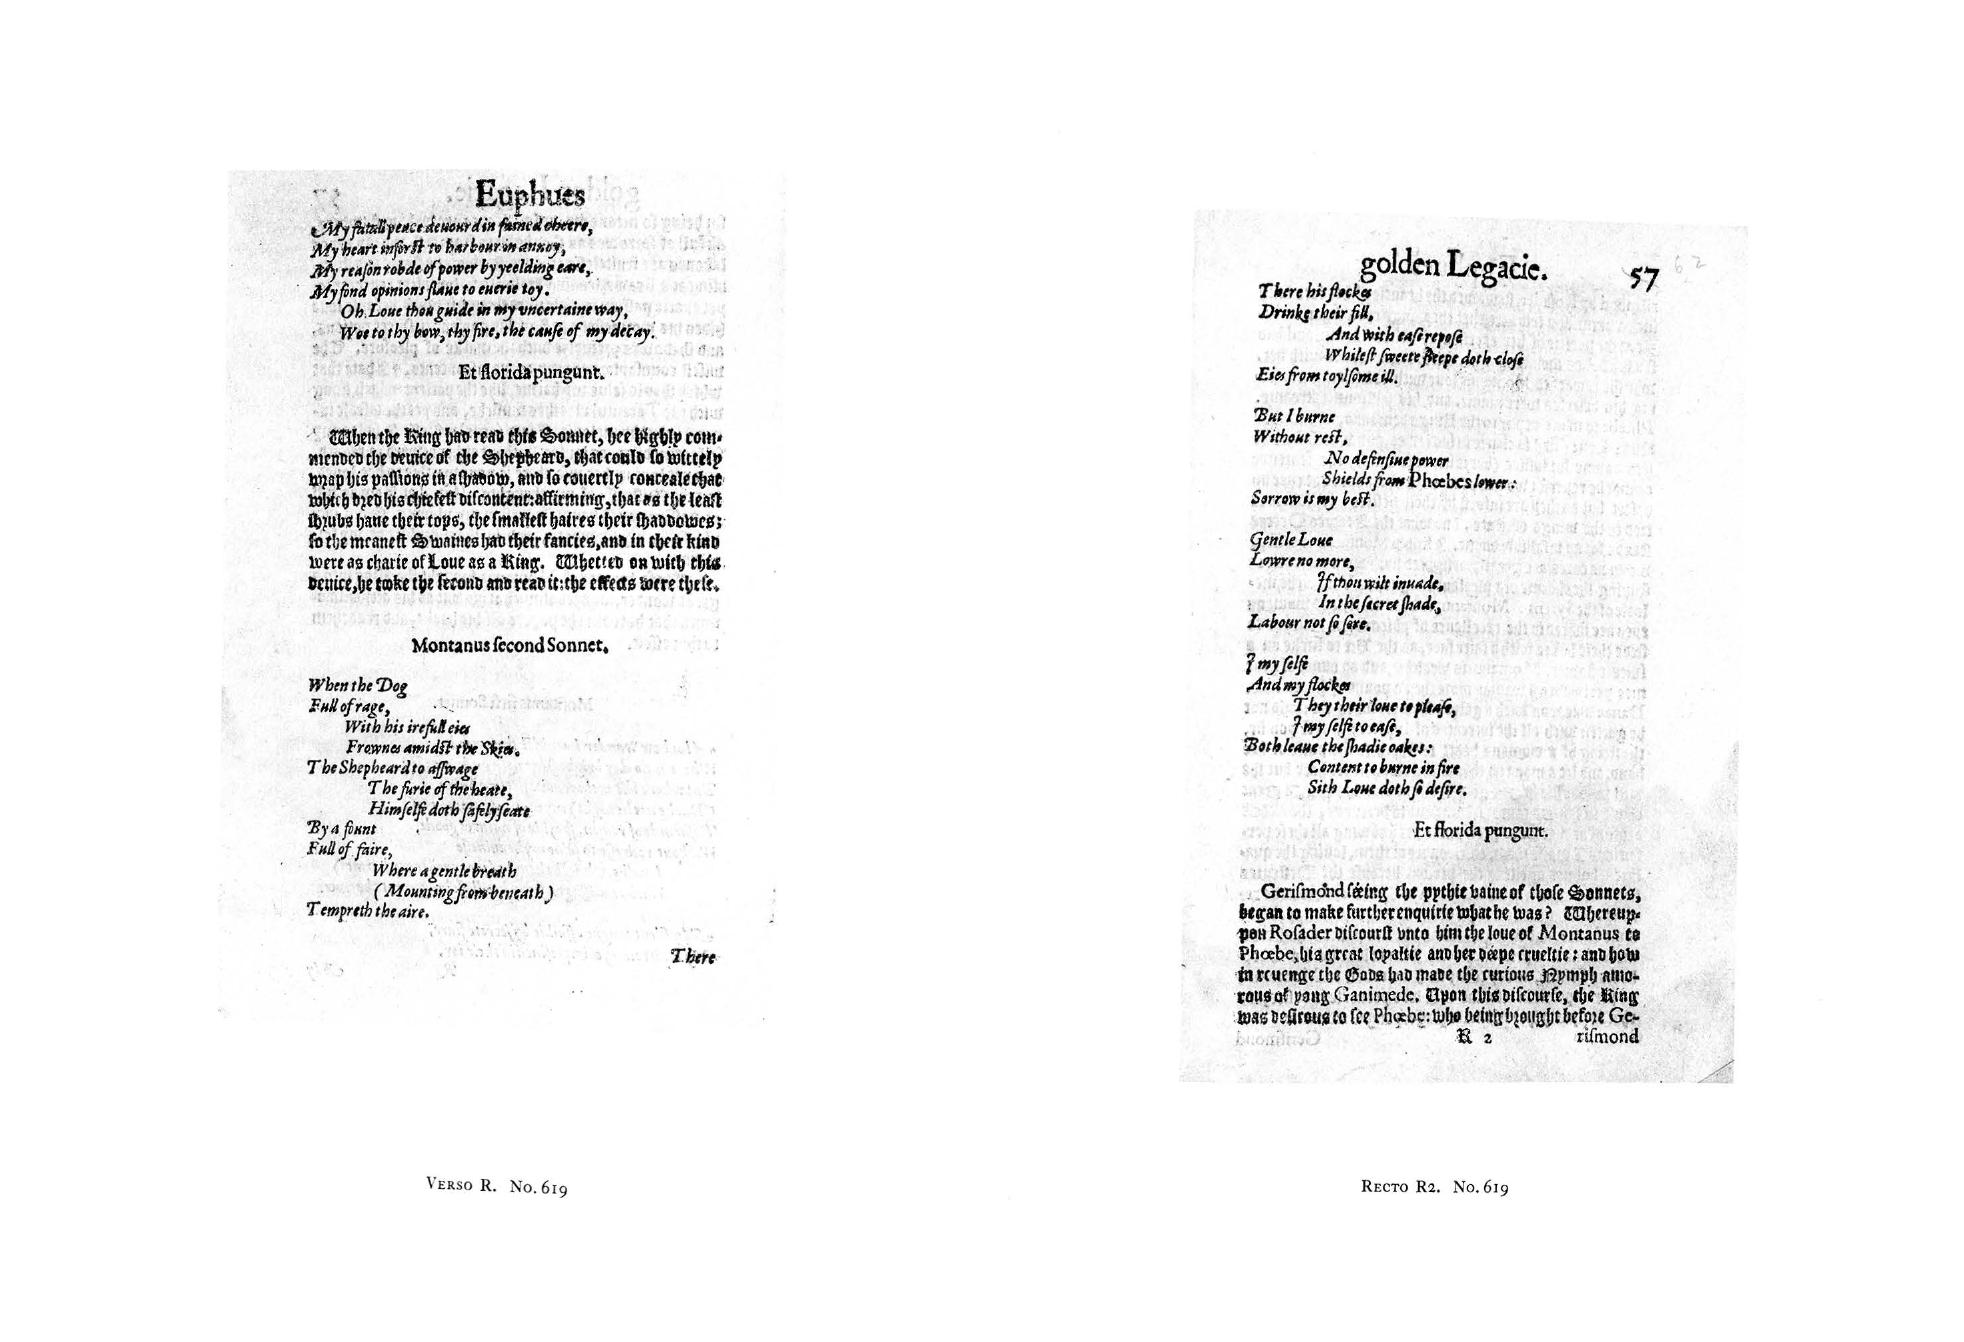 Euphues
My fatall peace deuourd in fained cheere,
My heart inforſt to harbour in annoy,
My reaſon robde of power by yeelding eare,
My fond opinions ſlaue to euerie toy.
Oh Loue thou guide in my vncertaine way,
Woe to thy bow, thy fire, the cauſe of my decay.
Et florida pungunt.
When the King had read this Sonnet, hee highly com-
mended the deuice of the Shepheard, that could ſo wittely
wrap his paſſions in a ſhadow, and ſo couertly conceale that
which bred his chiefeſt diſcontent: affirming, that as the leaſt
ſhrubs haue their tops, the ſmalleſt haires their ſhaddowes;
ſo the meaneſt Swaines had their fancies, and in their kind
were as charie of Loue as a King. Whetted on with this
deuice, he tooke the ſecond and read it: the effects were theſe.
Montanus ſecond Sonnet.
When the Dog
Full of rage,
With his irefull eies
Frownes amidſt the Skies.
The Shepheard to aſſwage
The furie of the heate,
Himſelfe doth ſafely ſeate
By a fount
Full of faire,
Where a gentle breath
(Mounting from beneath)
Tempreth the aire.
There
Verso R. No. 619
golden Legacie. 57 62
There his flockes
Drinke their fill,
And with eaſe repoſe
Whileſt ſweete ſleepe doth cloſe
Eies from toylſome ill.
But I burne
Without reſt,
No defenſiue power
Shields from Phœbes lower:
Sorrow is my beſt.
Gentle Loue
Lowre no more,
If thou wilt inuade,
In the ſecret ſhade,
Labour not ſo ſore.
I my ſelfe
And my flockes
They their loue to pleaſe,
I my ſelfe to eaſe,
Both leaue the ſhadie oakes:
Content to burne in fire
Sith Loue doth ſo deſire.
Et florida pungunt.
Geriſmond ſéeing the pythie vaine of thoſe Sonnets,
began to make further enquirie what he was? Whereup-
pon Roſader diſcourſt vnto him the loue of Montanus to
Phœbe, his great loyaltie and her déepe crueltie: and how
in reuenge the Gods had made the curious Nymph amo-
rous of yong Ganimede. Upon this diſcourſe, the King
was deſirous to ſee Phœbe: who being brought before Ge-
R 2 riſmond
Recto R2. No. 619